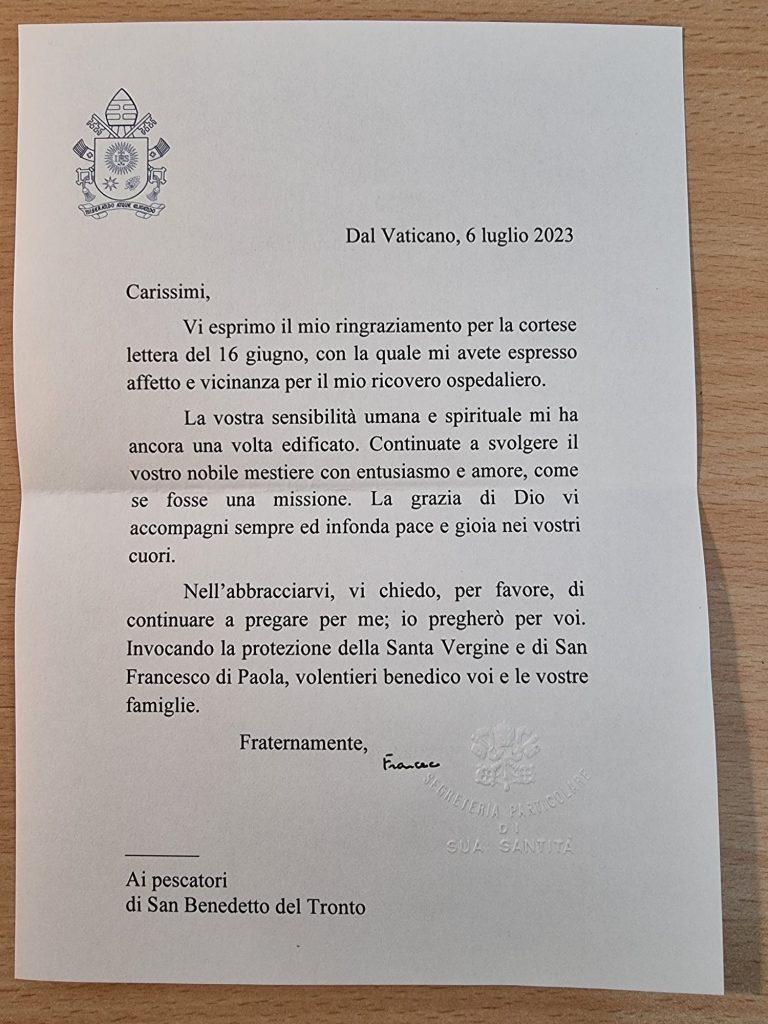 IHS
MISERANDO ATQUE ELIGENDO
Dal Vaticano, 6 luglio 2023
Carissimi,
Vi esprimo il mio ringraziamento per la cortese
lettera del 16 giugno, con la quale mi avete espresso
affetto e vicinanza per il mio ricovero ospedaliero.
La vostra sensibilità umana e spirituale mi ha
ancora una volta edificato. Continuate a svolgere il
vostro nobile mestiere con entusiasmo e amore, come
se fosse una missione. La grazia di Dio vi
accompagni sempre ed infonda pace e gioia nei vostri
cuori.
Nell’abbracciarvi, vi chiedo, per favore, di
continuare a pregare per me; io pregherò per voi.
Invocando la protezione della Santa Vergine e di San
Francesco di Paola, volentieri benedico voi e le vostre
famiglie.
Fraternamente,
Francesco
SEGRETERIA PARTICOLARE
DI
SUA SANTITÀ
Ai pescatori
di San Benedetto del Tronto